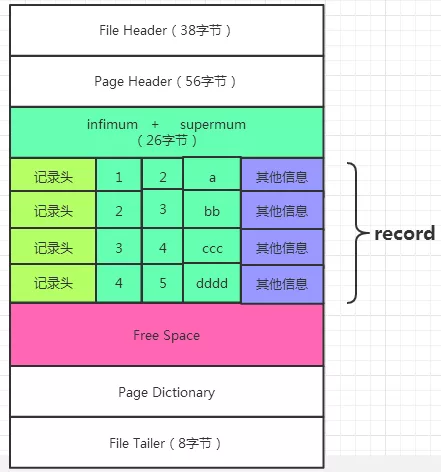 File Header（38字节）
Page Header（56字节）
infimum + supermum
（26字节）
记录头 1 2 a 其他信息
记录头 2 3 bb 其他信息
记录头 3 4 ccc 其他信息
记录头 4 5 dddd 其他信息
record
Free Space
Page Dictionary
File Tailer（8字节）